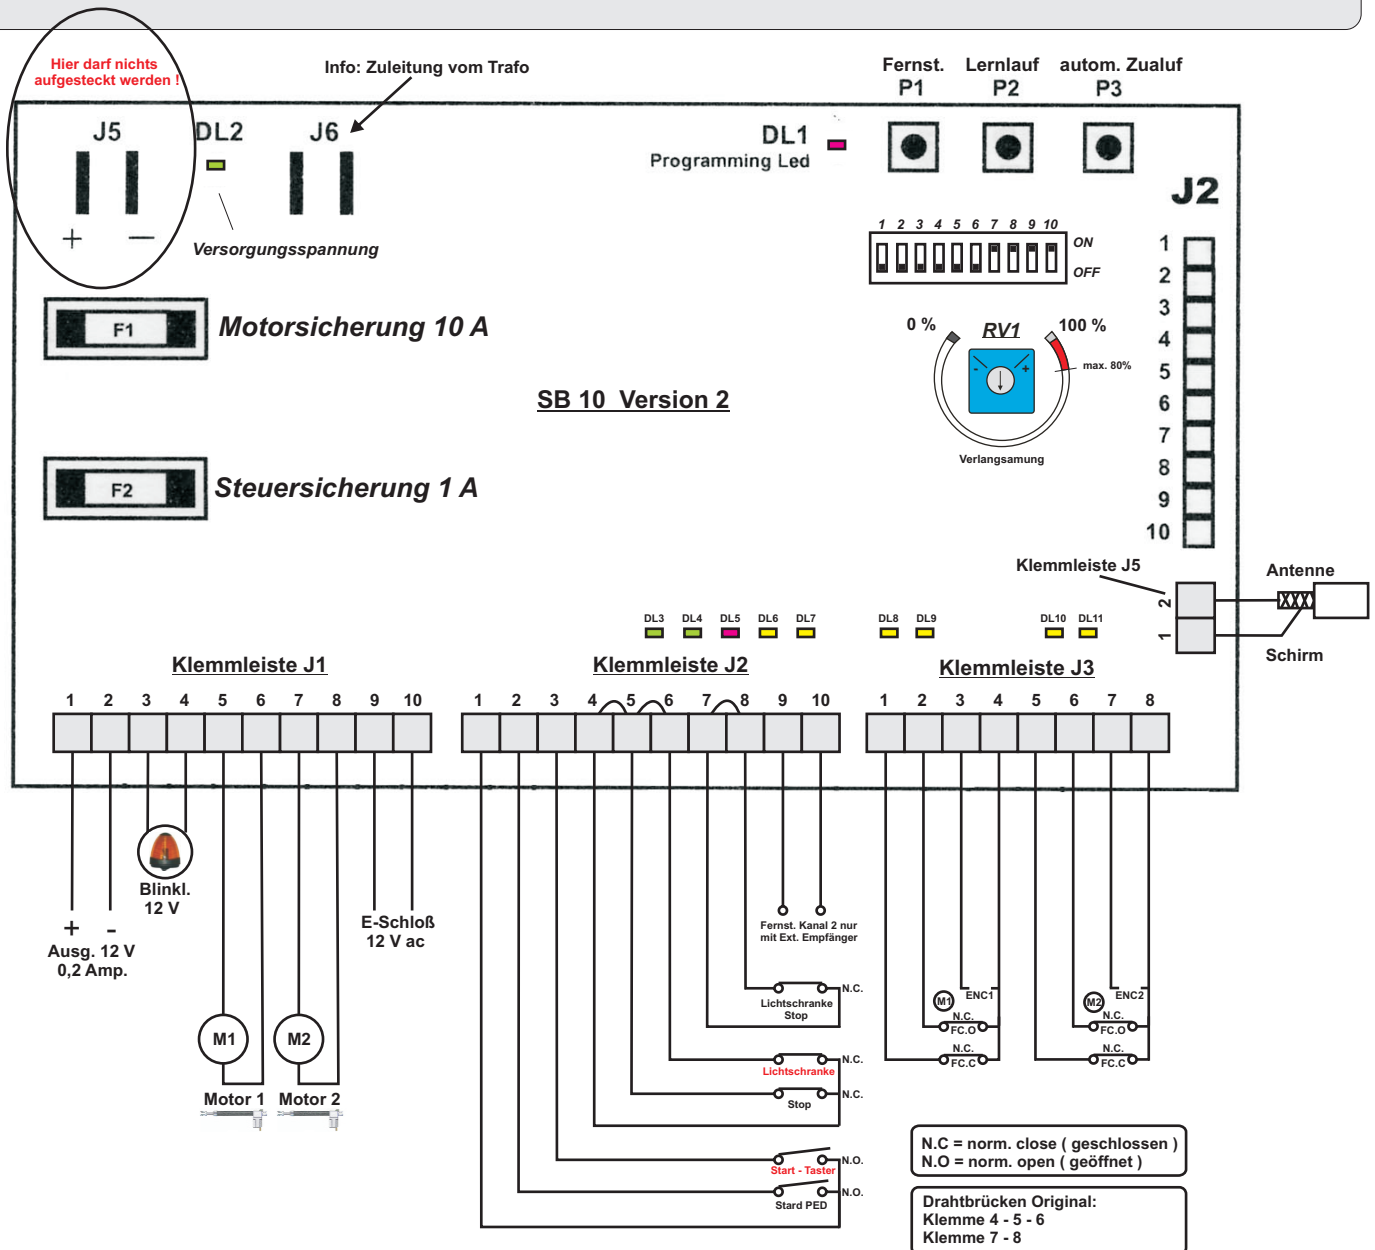 Hier darf nichts
aufgesteckt werden !
Info: Zuleitung vom Trafo
Fernst. Lernlauf autom. Zualuf
P1 P2 P3
J5 DL2 J6
DL1
Programming Led
J2
+ −
Versorgungsspannung
1 2 3 4 5 6 7 8 9 10
ON
OFF
1
2
3
4
5
6
7
8
9
10
F1 Motorsicherung 10 A
0 % RV1 100 %
max. 80%
- +
Verlangsamung
SB 10 Version 2
F2 Steuersicherung 1 A
Klemmleiste J5
2
1
Antenne
Schirm
DL3 DL4 DL5 DL6 DL7 DL8 DL9 DL10 DL11
Klemmleiste J1 Klemmleiste J2 Klemmleiste J3
1 2 3 4 5 6 7 8 9 10 1 2 3 4 5 6 7 8 9 10 1 2 3 4 5 6 7 8
Blinkl.
12 V
+ -
Ausg. 12 V
0,2 Amp.
E-Schloß
12 V ac
M1 M2
Motor 1 Motor 2
Fernst. Kanal 2 nur
mit Ext. Empfänger
N.C.
Lichtschranke
Stop
N.C.
Lichtschranke
N.C.
Stop
N.O.
Start - Taster
N.O.
Stard PED
M1 ENC1
N.C.
FC.O
N.C.
FC.C
M2 ENC2
N.C.
FC.O
N.C.
FC.C
N.C = norm. close ( geschlossen )
N.O = norm. open ( geöffnet )
Drahtbrücken Original:
Klemme 4 - 5 - 6
Klemme 7 - 8